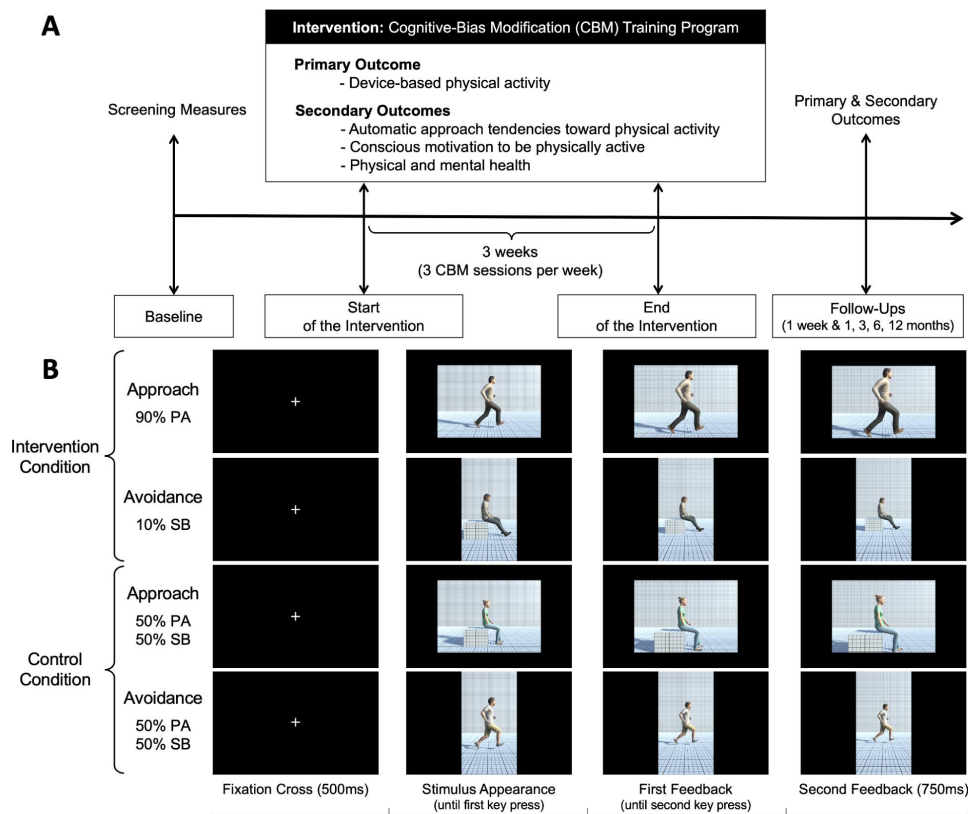 A
Intervention: Cognitive-Bias Modification (CBM) Training Program
Primary Outcome
- Device-based physical activity
Secondary Outcomes
- Automatic approach tendencies toward physical activity
- Conscious motivation to be physically active
- Physical and mental health
Screening Measures
Primary & Secondary
Outcomes
3 weeks
(3 CBM sessions per week)
Baseline
Start
of the Intervention
End
of the Intervention
Follow-Ups
(1 week & 1, 3, 6, 12 months)
B
Intervention
Condition
Approach
90% PA
Avoidance
10% SB
Control
Condition
Approach
50% PA
50% SB
Avoidance
50% PA
50% SB
Fixation Cross (500ms)
Stimulus Appearance
(until first key press)
First Feedback
(until second key press)
Second Feedback (750ms)